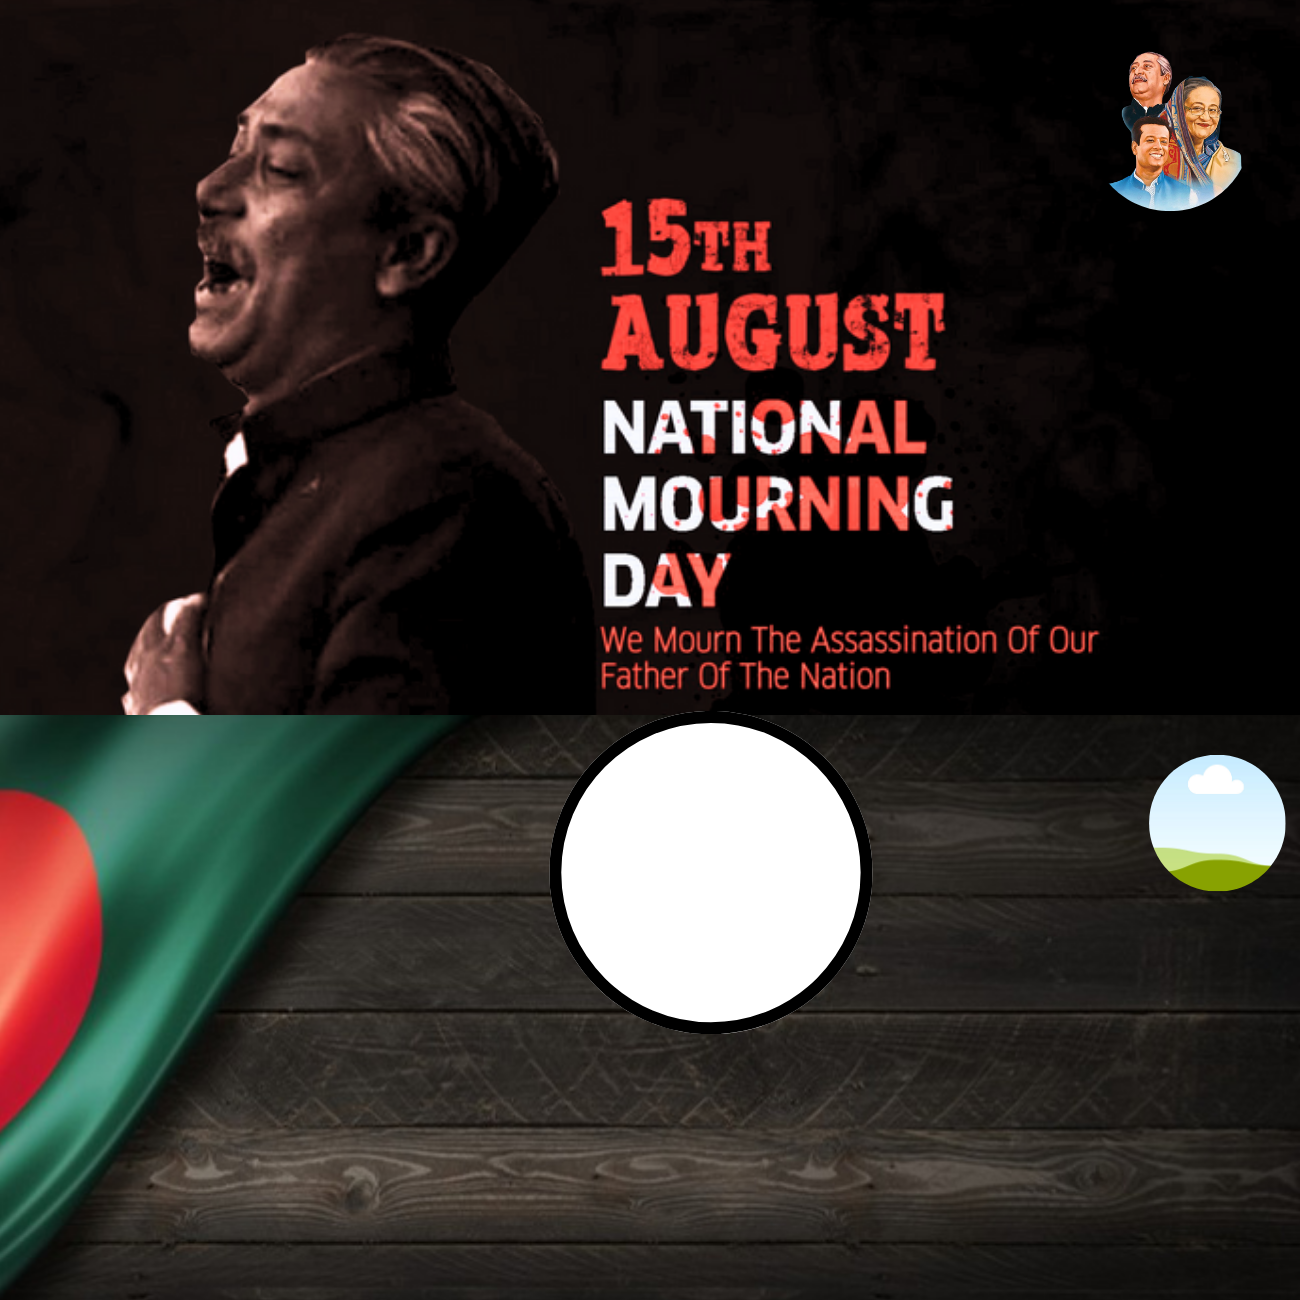 15TH
AUGUST
NATIONAL
MOURNING
DAY
We Mourn The Assassination Of Our
Father Of The Nation